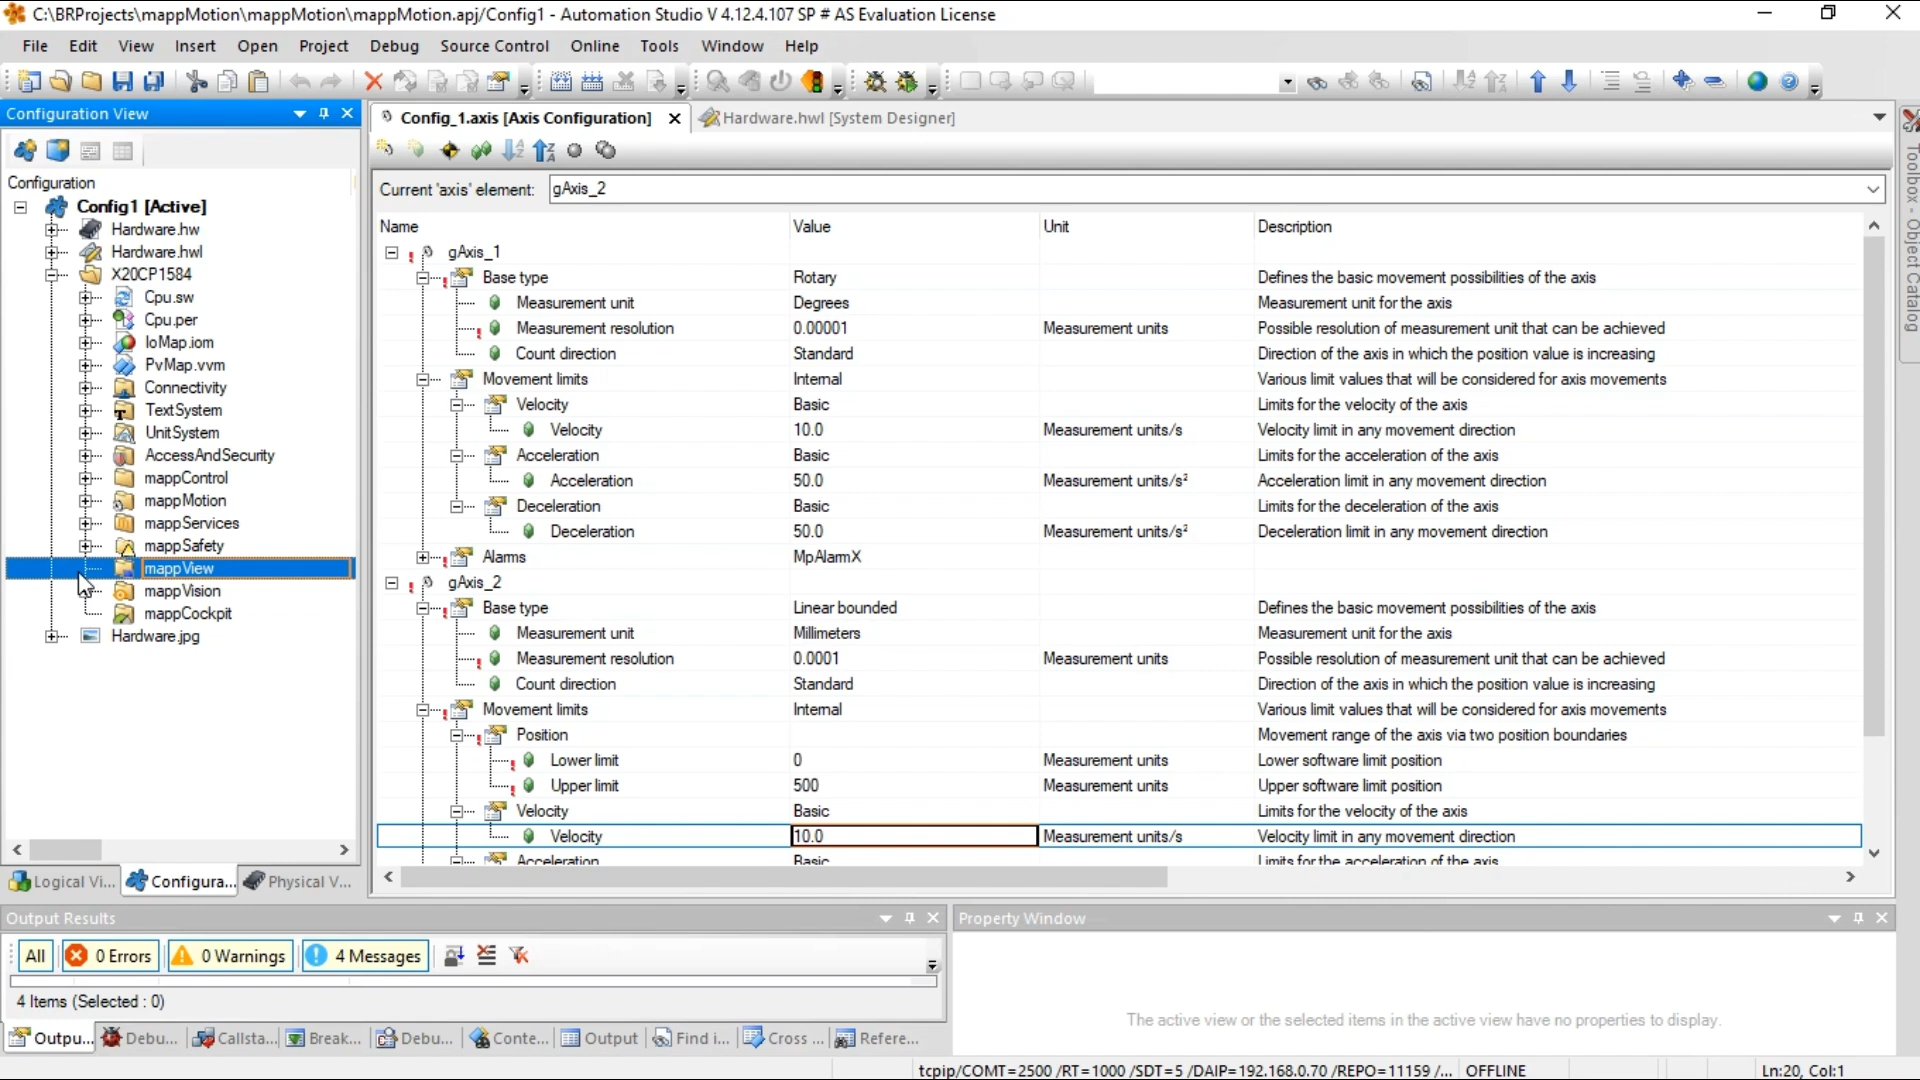 C:\BRProjects\mappMotion\mappMotion\mappMotion.apj/Config1 - Automation Studio V 4.12.4.107 SP # AS Evaluation License
File Edit View Insert Open Project Debug Source Control Online Tools Window Help
Configuration View
Config_1.axis [Axis Configuration]
Hardware.hwl [System Designer]
Toolbox - Object Catalog
Configuration
Config1 [Active]
Hardware.hw
Hardware.hwl
X20CP1584
Cpu.sw
Cpu.per
IoMap.iom
PvMap.vvm
Connectivity
TextSystem
UnitSystem
AccessAndSecurity
mappControl
mappMotion
mappServices
mappSafety
mappView
mappVision
mappCockpit
Hardware.jpg
Logical Vi... Configura... Physical V...
Current 'axis' element: gAxis_2
Name Value Unit Description
gAxis_1
Base type Rotary Defines the basic movement possibilities of the axis
Measurement unit Degrees Measurement unit for the axis
Measurement resolution 0.00001 Measurement units Possible resolution of measurement unit that can be achieved
Count direction Standard Direction of the axis in which the position value is increasing
Movement limits Internal Various limit values that will be considered for axis movements
Velocity Basic Limits for the velocity of the axis
Velocity 10.0 Measurement units/s Velocity limit in any movement direction
Acceleration Basic Limits for the acceleration of the axis
Acceleration 50.0 Measurement units/s² Acceleration limit in any movement direction
Deceleration Basic Limits for the deceleration of the axis
Deceleration 50.0 Measurement units/s² Deceleration limit in any movement direction
Alarms MpAlarmX
gAxis_2
Base type Linear bounded Defines the basic movement possibilities of the axis
Measurement unit Millimeters Measurement unit for the axis
Measurement resolution 0.0001 Measurement units Possible resolution of measurement unit that can be achieved
Count direction Standard Direction of the axis in which the position value is increasing
Movement limits Internal Various limit values that will be considered for axis movements
Position Movement range of the axis via two position boundaries
Lower limit 0 Measurement units Lower software limit position
Upper limit 500 Measurement units Upper software limit position
Velocity Basic Limits for the velocity of the axis
Velocity 10.0 Measurement units/s Velocity limit in any movement direction
Acceleration Basic Limits for the acceleration of the axis
Output Results
All 0 Errors 0 Warnings 4 Messages
4 Items (Selected : 0)
Outpu... Debu... Callsta... Break... Debu... Conte... Output Find i... Cross ... Refere...
Property Window
The active view or the selected items in the active view have no properties to display.
tcpip/COMT=2500 /RT=1000 /SDT=5 /DAIP=192.168.0.70 /REPO=11159 /... OFFLINE Ln:20, Col:1